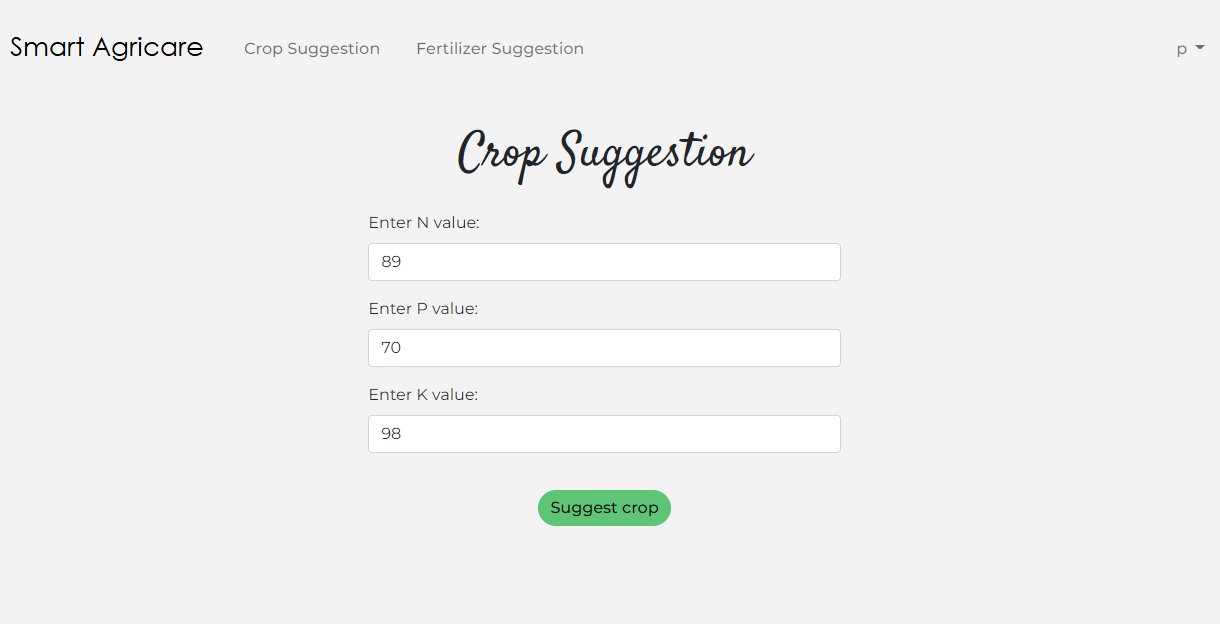 Smart Agricare Crop Suggestion Fertilizer Suggestion p
Crop Suggestion
Enter N value:
89
Enter P value:
70
Enter K value:
98
Suggest crop